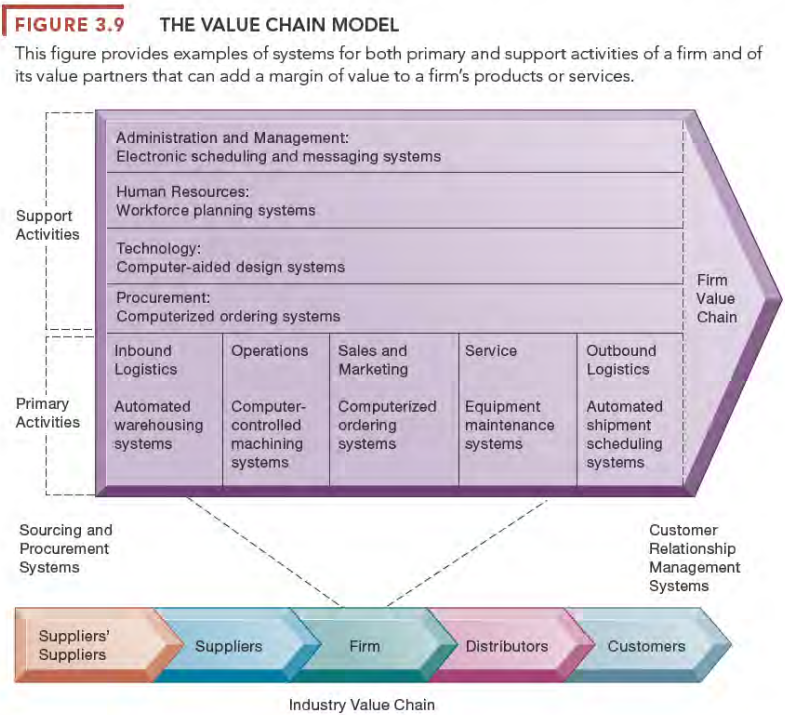 FIGURE 3.9 THE VALUE CHAIN MODEL
This figure provides examples of systems for both primary and support activities of a firm and of
its value partners that can add a margin of value to a firm's products or services.
Support
Activities
Administration and Management:
Electronic scheduling and messaging systems
Human Resources:
Workforce planning systems
Technology:
Computer-aided design systems
Procurement:
Computerized ordering systems
Primary
Activities
Inbound
Logistics
Automated
warehousing
systems
Operations
Computer-
controlled
machining
systems
Sales and
Marketing
Computerized
ordering
systems
Service
Equipment
maintenance
systems
Outbound
Logistics
Automated
shipment
scheduling
systems
Firm
Value
Chain
Sourcing and
Procurement
Systems
Customer
Relationship
Management
Systems
Suppliers'
Suppliers
Suppliers
Firm
Distributors
Customers
Industry Value Chain